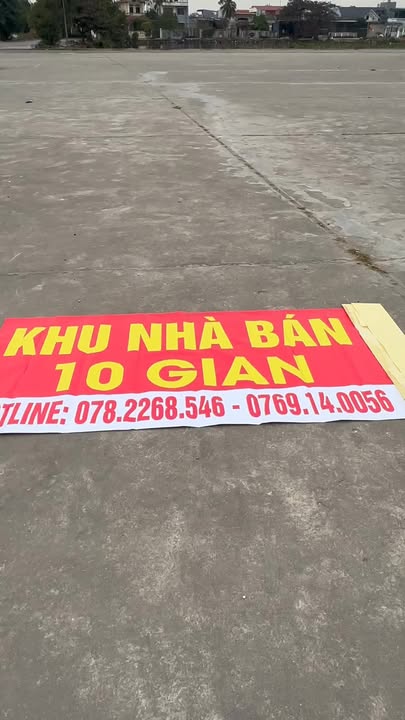 KHU NHÀ BÁN
10 GIAN
TLINE: 078.2268.546 - 0769.14.0056